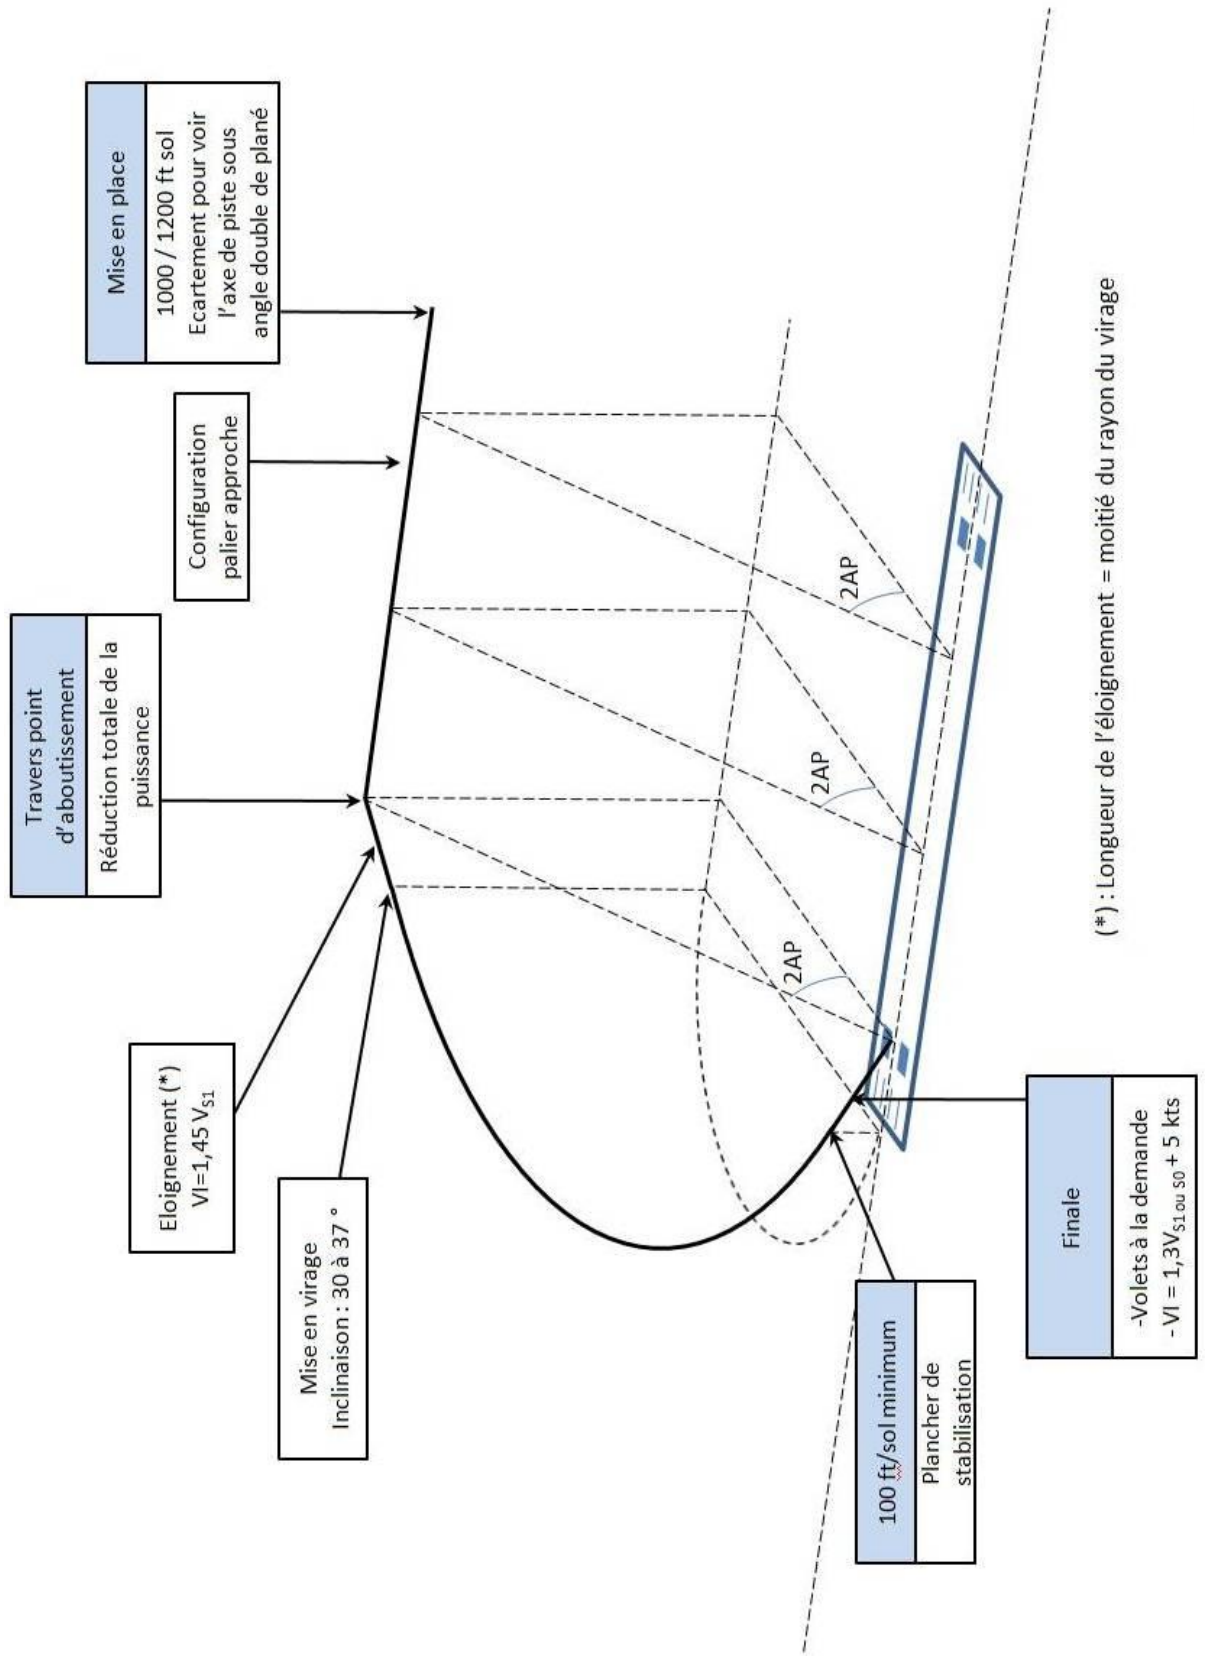 Mise en place
1000 / 1200 ft sol
Ecartement pour voir
l'axe de piste sous
angle double de plané
Configuration
palier approche
Travers point
d'aboutissement
Réduction totale de la
puissance
Eloignement (*)
VI=1,45 VS1
Mise en virage
Inclinaison : 30 à 37 °
2AP
2AP
2AP
100 ft/sol minimum
Plancher de
stabilisation
Finale
-Volets à la demande
- VI = 1,3VS1 ou S0 + 5 kts
(*) : Longueur de l'éloignement = moitié du rayon du virage